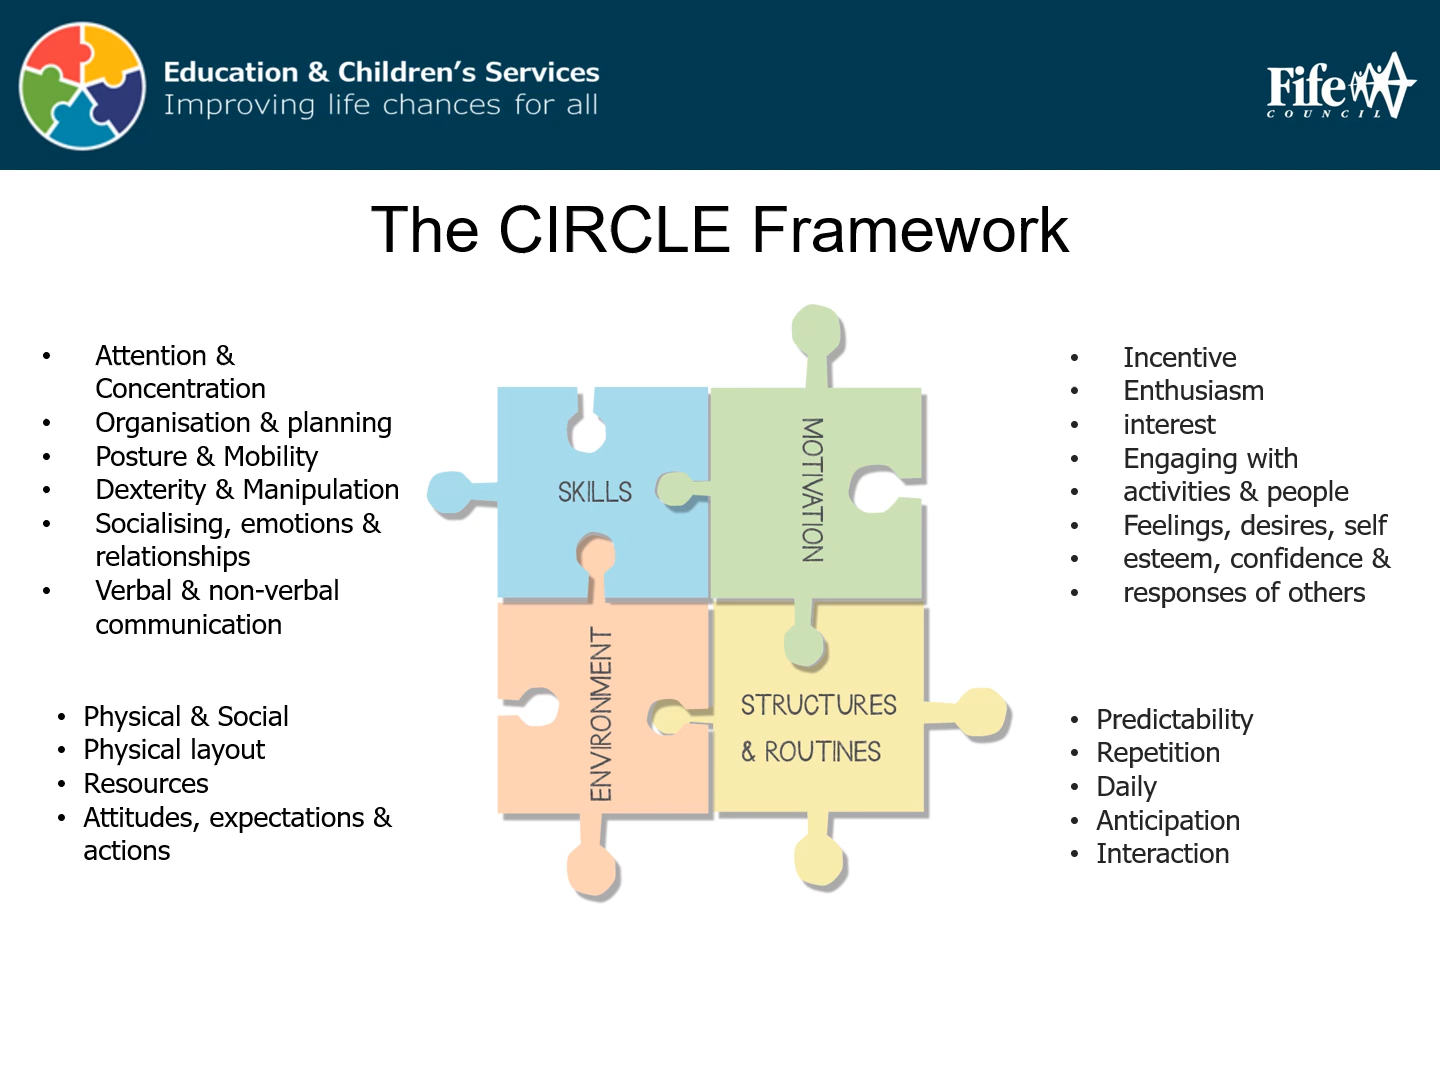 Education & Children's Services
Improving life chances for all
Fife
COUNCIL
The CIRCLE Framework
• Attention &
Concentration
• Organisation & planning
• Posture & Mobility
• Dexterity & Manipulation
• Socialising, emotions &
relationships
• Verbal & non-verbal
communication
• Physical & Social
• Physical layout
• Resources
• Attitudes, expectations &
actions
SKILLS
MOTIVATION
ENVIRONMENT
STRUCTURES
& ROUTINES
• Incentive
• Enthusiasm
• interest
• Engaging with
• activities & people
• Feelings, desires, self
• esteem, confidence &
• responses of others
• Predictability
• Repetition
• Daily
• Anticipation
• Interaction